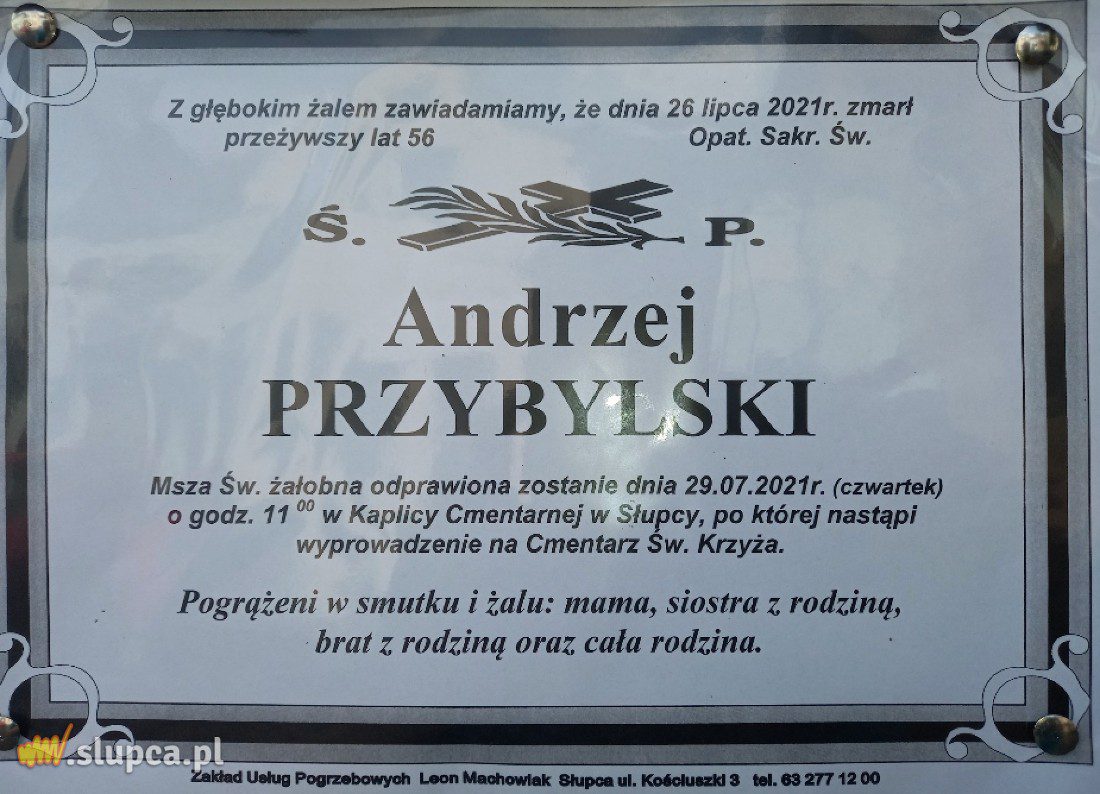 Z głębokim żalem zawiadamiamy, że dnia 26 lipca 2021r. zmarł
przeżywszy lat 56 Opat. Sakr. Św.
Ś. P.
Andrzej
PRZYBYLSKI
Msza Św. żałobna odprawiona zostanie dnia 29.07.2021r. (czwartek)
o godz. 11 00 w Kaplicy Cmentarnej w Słupcy, po której nastąpi
wyprowadzenie na Cmentarz Św. Krzyża.
Pogrążeni w smutku i żalu: mama, siostra z rodziną,
brat z rodziną oraz cała rodzina.
www.slupca.pl
Zakład Usług Pogrzebowych Leon Machowiak Słupca ul. Kościuszki 3 tel. 63 277 12 00